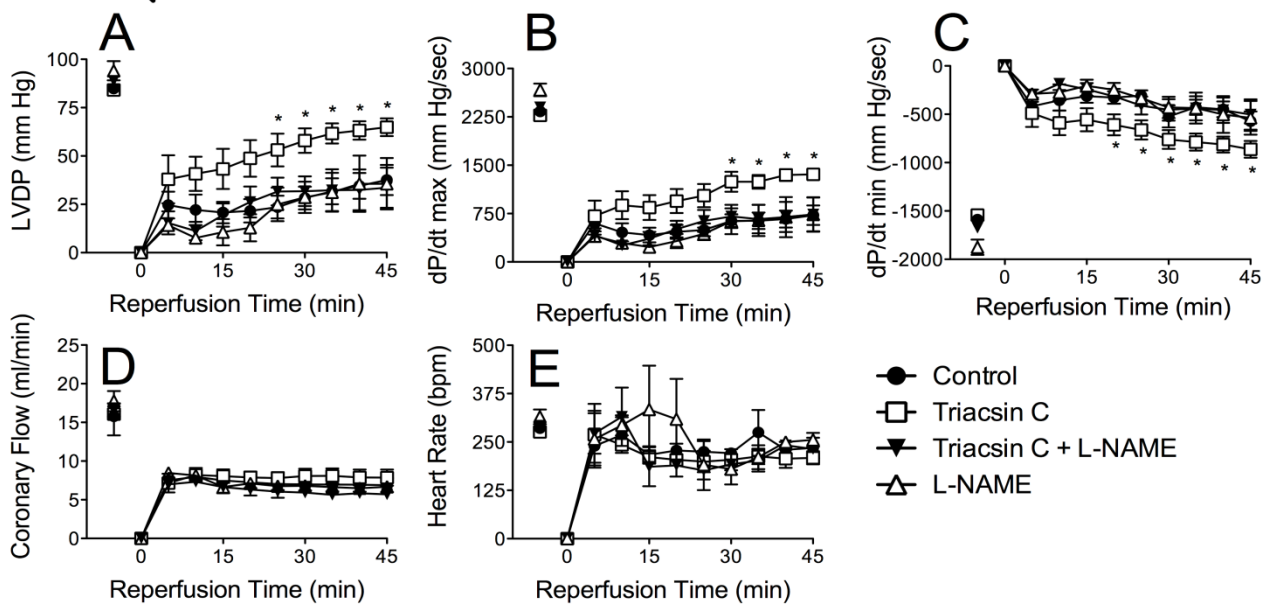 A
LVDP (mm Hg)
100
75
50
25
0
* * * * *
0 15 30 45
Reperfusion Time (min)
B
dP/dt max (mm Hg/sec)
3000
2250
1500
750
0
* * * *
0 15 30 45
Reperfusion Time (min)
C
dP/dt min (mm Hg/sec)
0
-500
-1000
-1500
-2000
* * * * * *
0 15 30 45
Reperfusion Time (min)
D
Coronary Flow (ml/min)
25
20
15
10
5
0
0 15 30 45
Reperfusion Time (min)
E
Heart Rate (bpm)
500
375
250
125
0
0 15 30 45
Reperfusion Time (min)
Control
Triacsin C
Triacsin C + L-NAME
L-NAME